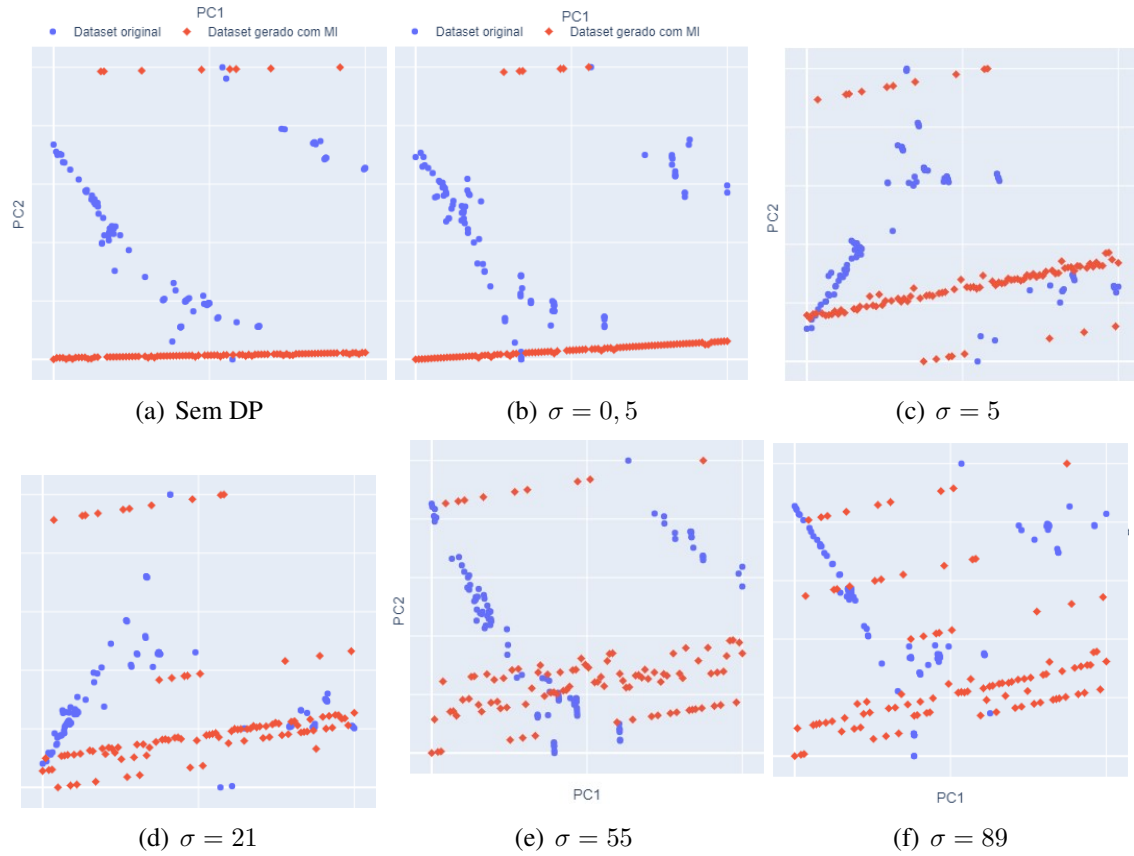 PC1
PC1
Dataset original Dataset gerado com MI
Dataset original Dataset gerado com MI
PC2
PC2
(a) Sem DP
(b) σ = 0, 5
(c) σ = 5
PC2
PC1
PC1
(d) σ = 21
(e) σ = 55
(f) σ = 89